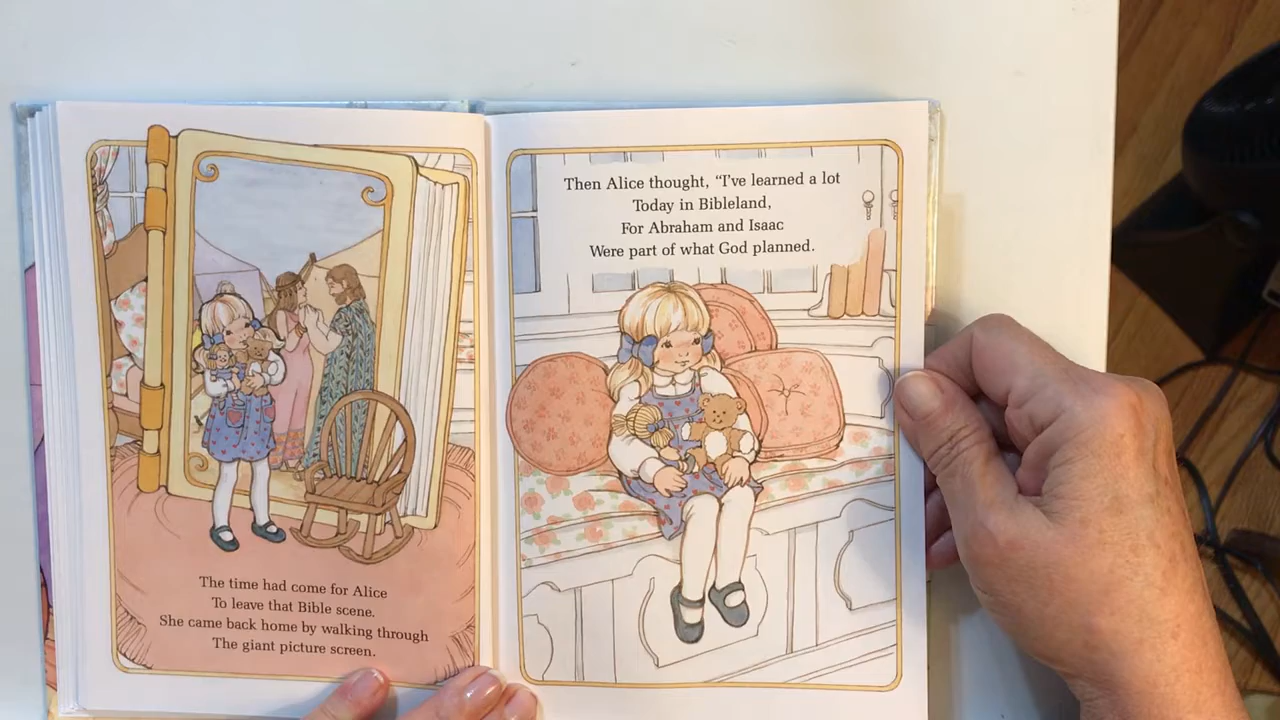 The time had come for Alice
To leave that Bible scene.
She came back home by walking through
The giant picture screen.
Then Alice thought, “I’ve learned a lot
Today in Bibleland,
For Abraham and Isaac
Were part of what God planned.